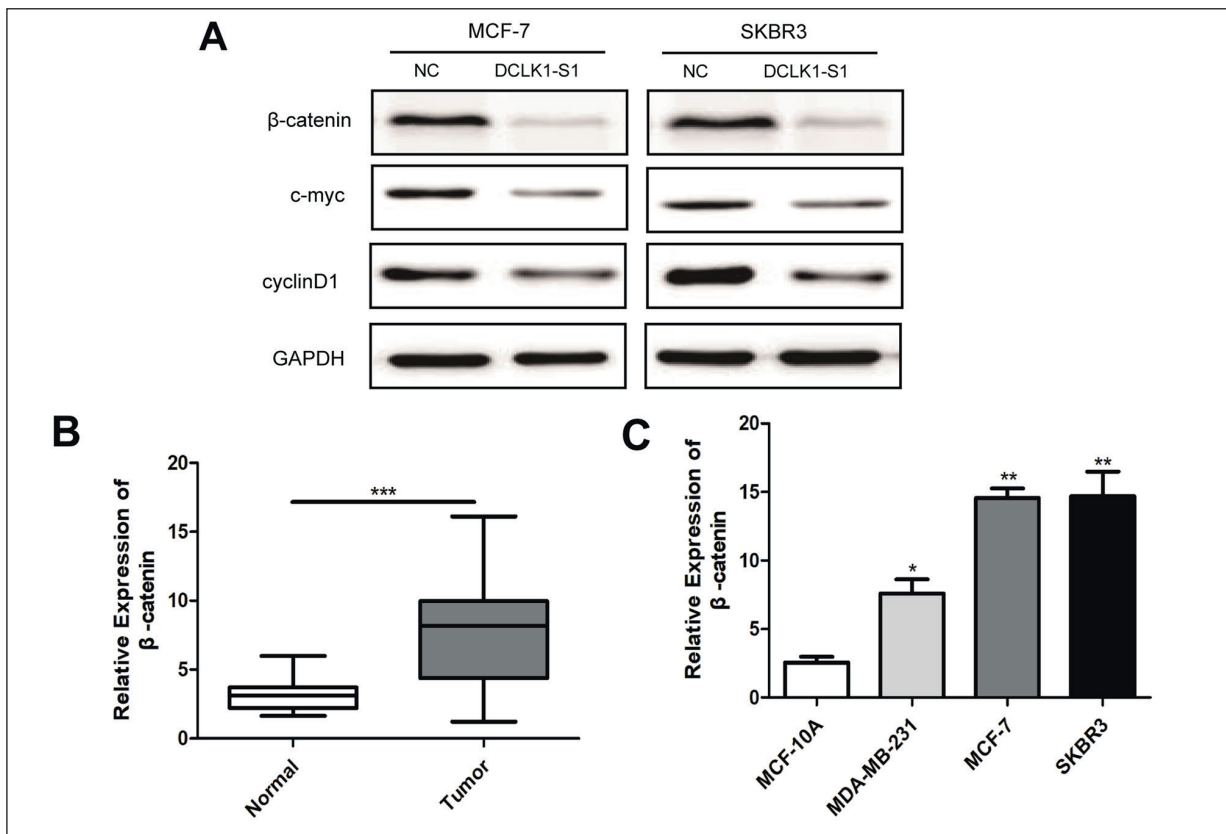 A
MCF-7
SKBR3
NC
DCLK1-S1
NC
DCLK1-S1
β-catenin
c-myc
cyclinD1
GAPDH
B
Relative Expression of
β -catenin
20
15
10
5
0
***
Normal
Tumor
C
Relative Expression of
β -catenin
20
15
10
5
0
*
**
**
MCF-10A
MDA-MB-231
MCF-7
SKBR3